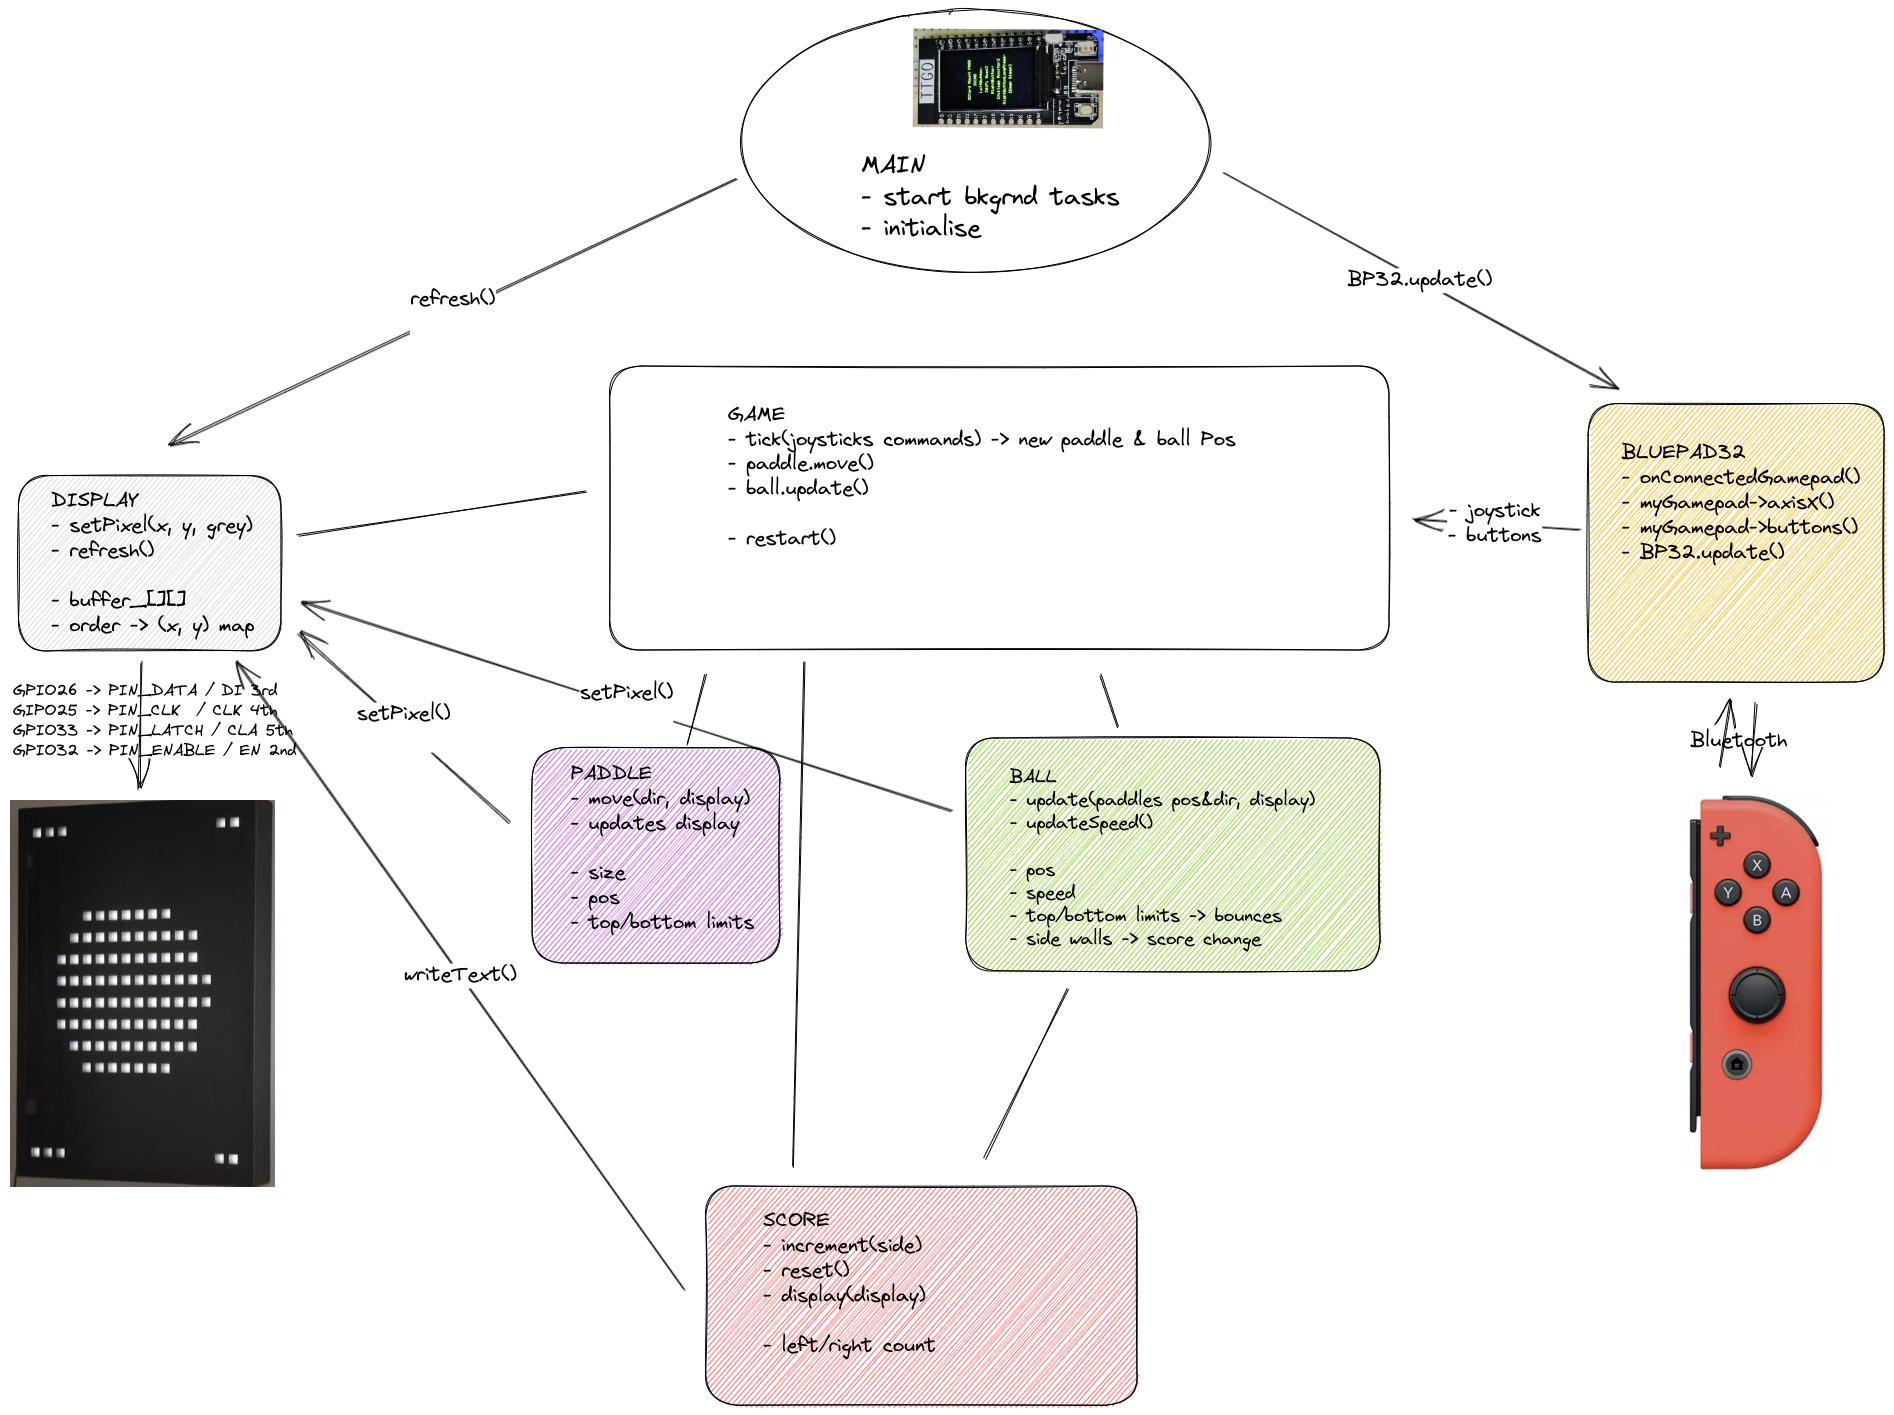 TTGO
MAIN
- start bkgrnd tasks
- initialise
refresh()
BP32.update()
GAME
- tick(joysticks commands) -> new paddle & ball Pos
- paddle.move()
- ball.update()
- restart()
BLUEPAD32
- onConnectedGamepad()
- myGamepad->axisX()
- myGamepad->buttons()
- BP32.update()
- joystick
- buttons
DISPLAY
- setPixel(x, y, grey)
- refresh()
- buffer_[][]
- order -> (x, y) map
GPIO26 -> PIN_DATA / DI 3rd
GIPO25 -> PIN_CLK / CLK 4th
GPIO33 -> PIN_LATCH / CLA 5th
GPIO32 -> PIN_ENABLE / EN 2nd
setPixel()
setPixel()
Bluetooth
PADDLE
- move(dir, display)
- updates display
- size
- pos
- top/bottom limits
BALL
- update(paddles pos&dir, display)
- updateSpeed()
- pos
- speed
- top/bottom limits -> bounces
- side walls -> score change
X
Y
A
B
writeText()
SCORE
- increment(side)
- reset()
- display(display)
- left/right count